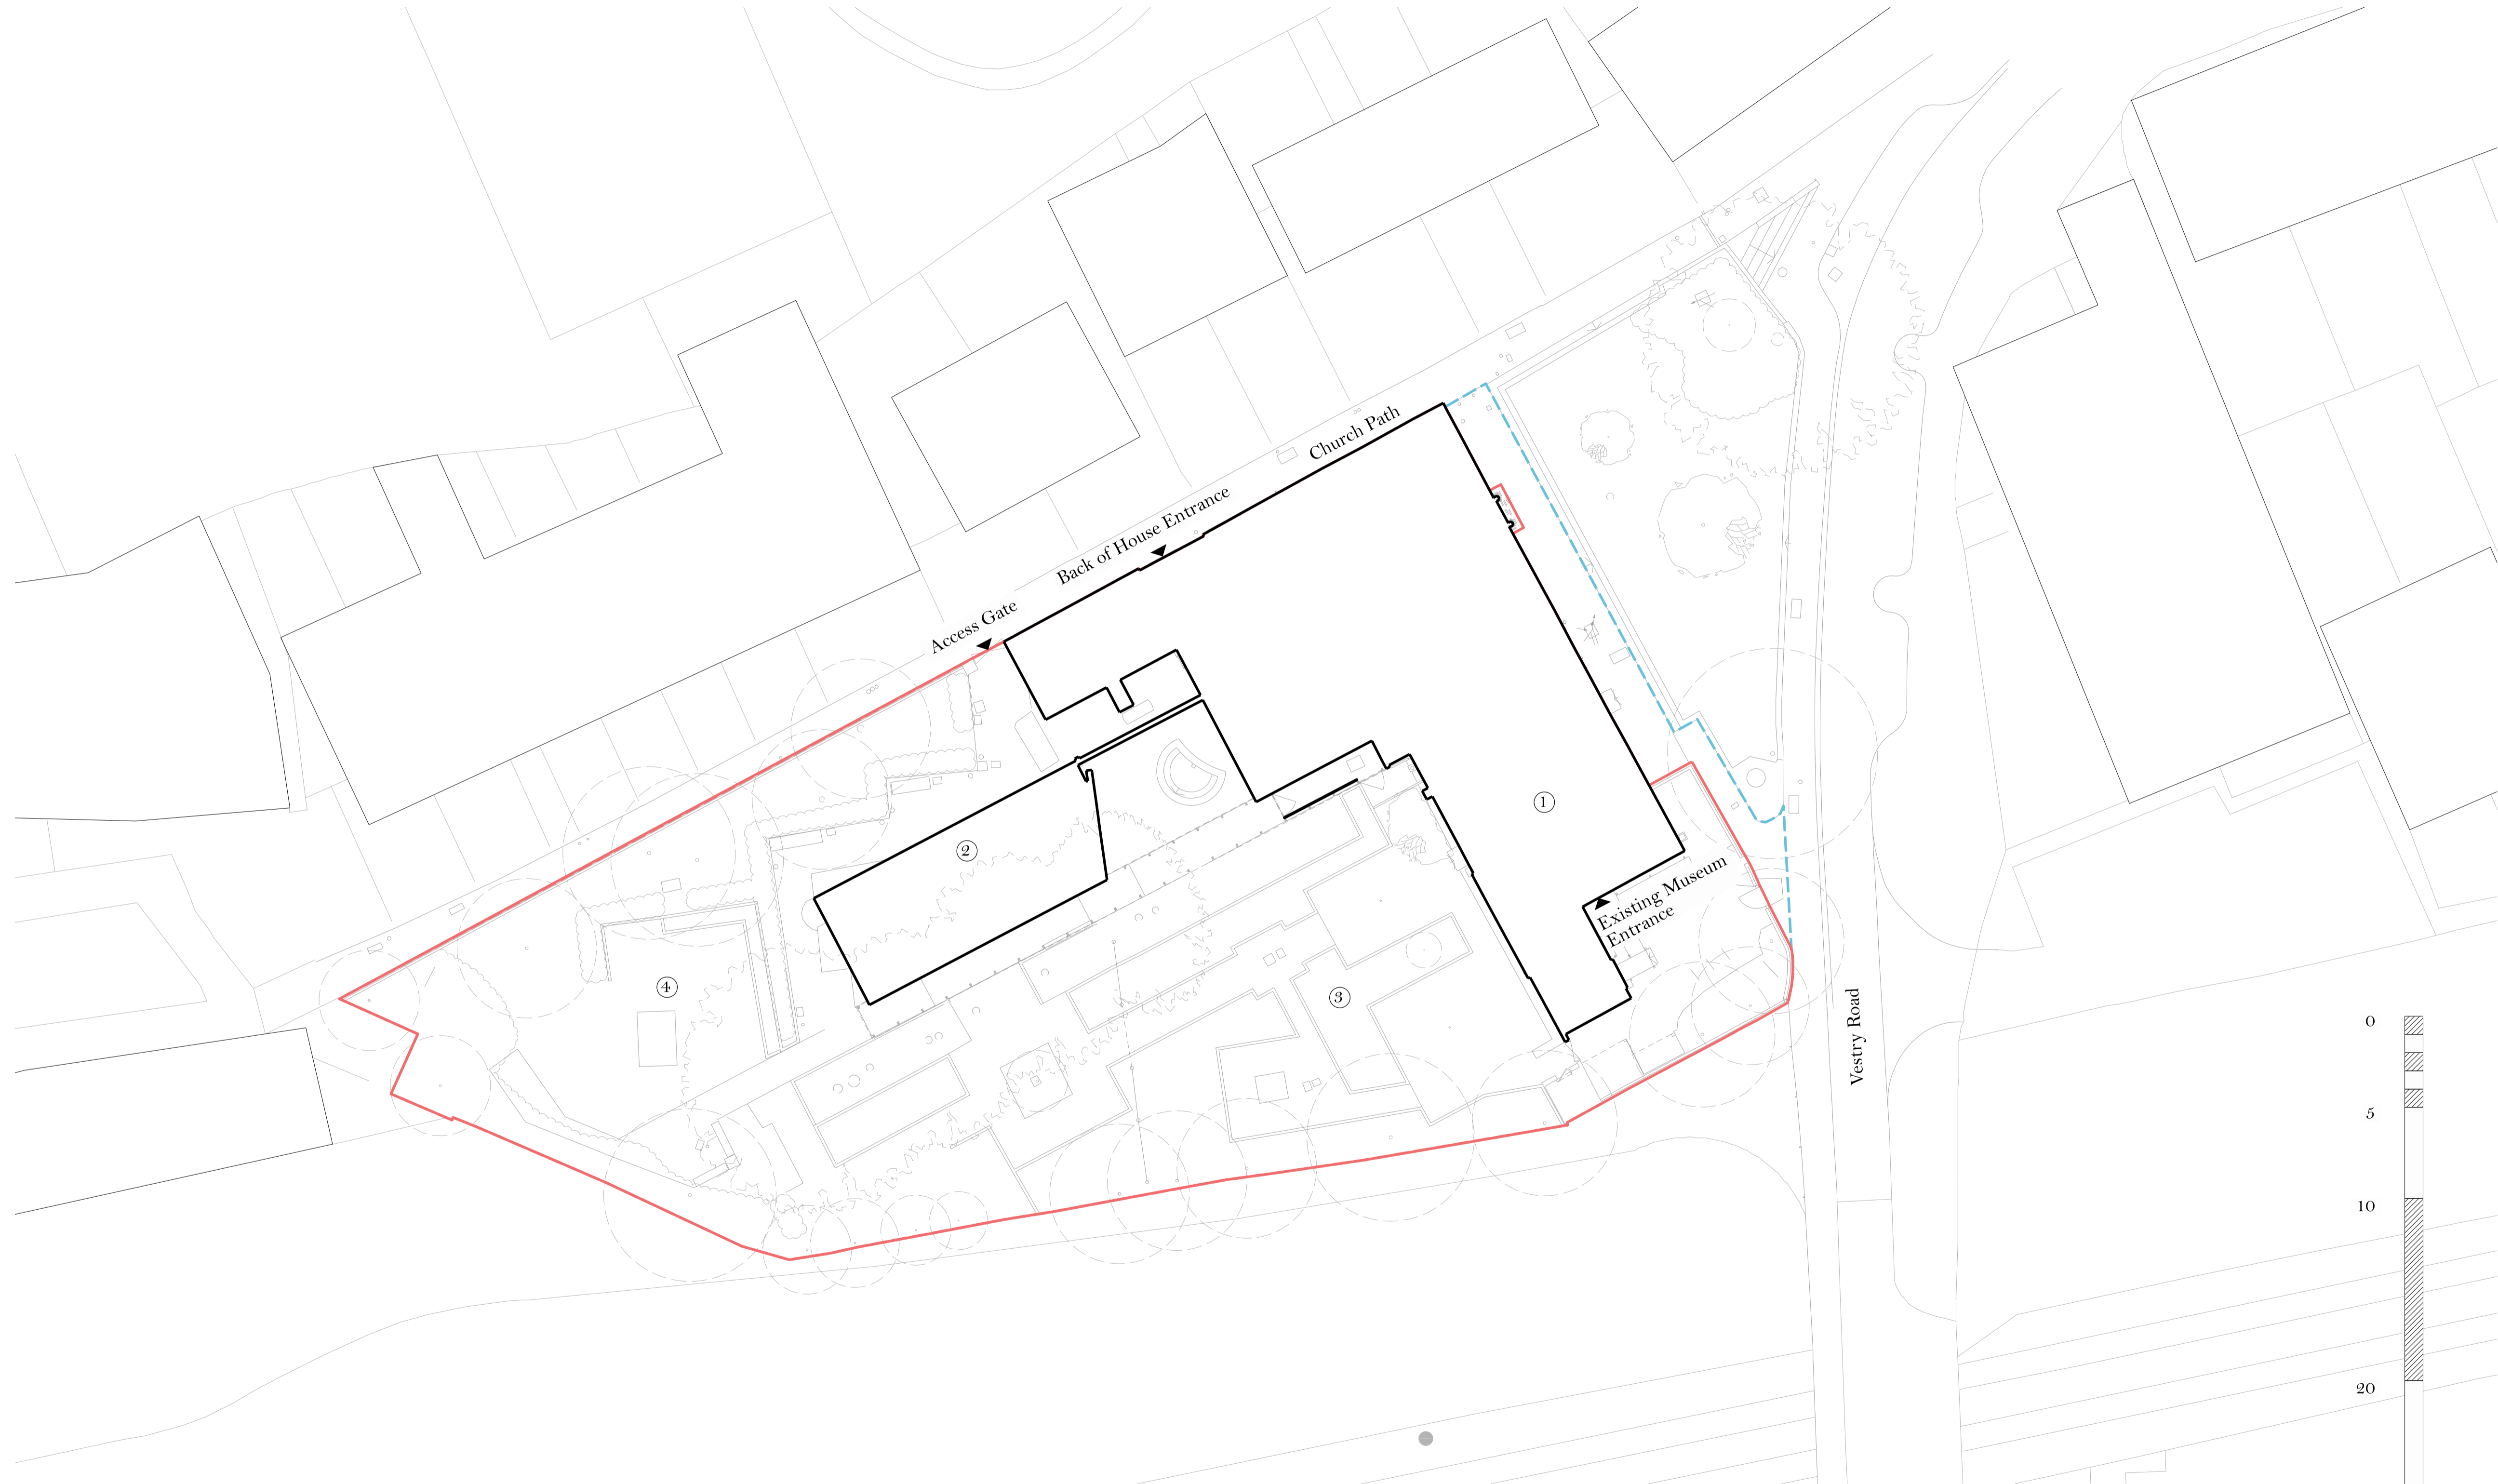 Church Path
Back of House Entrance
Access Gate
1
2
Existing Museum
Entrance
3
4
Vestry Road
0
5
10
20